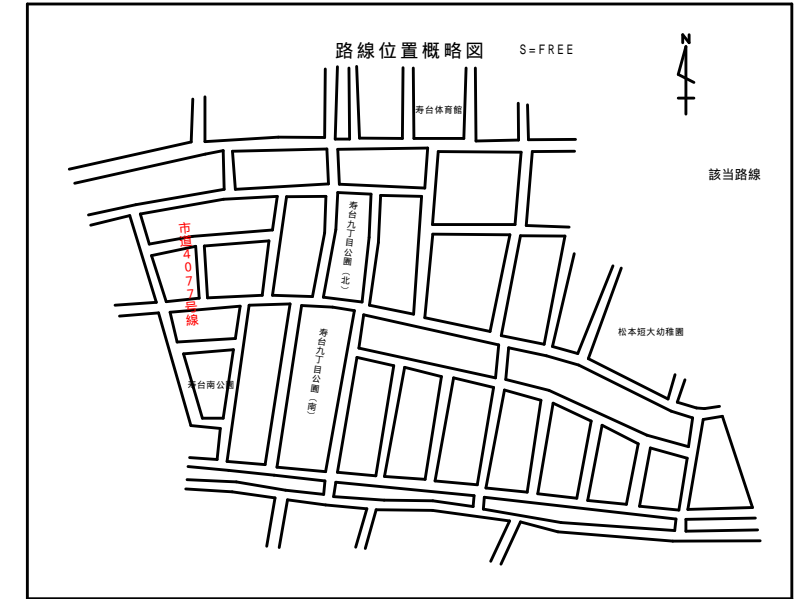 路線位置概略図 S=FREE
N
寿台体育館
該当路線
寿台九丁目公園（北）
市道4077号線
松本短大幼稚園
寿台九丁目公園（南）
寿台南公園